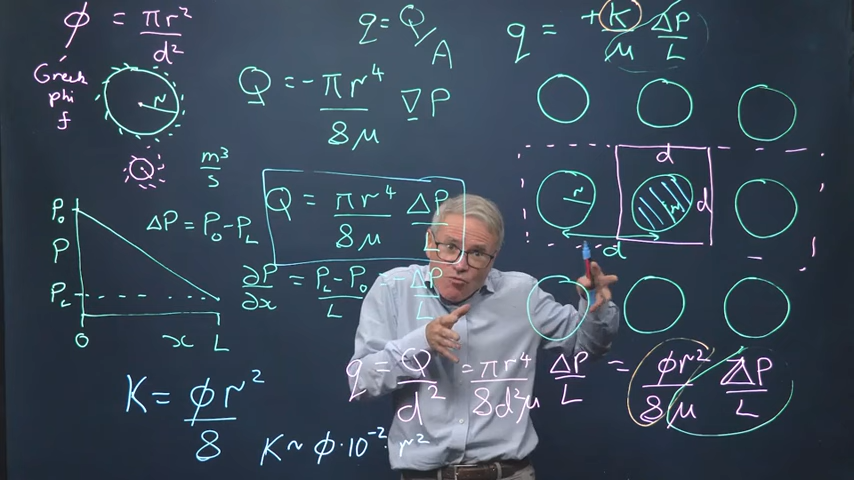 ϕ = πr²/d²
Greek
phi
f
r
Q
m³/s
q = Q/A
Q = -πr⁴/8μ ∇P
Q = πr⁴/8μ ΔP/L
q = +K/μ ΔP/L
P₀
P
P_L
0 x L
ΔP = P₀-P_L
∂P/∂x = P_L-P₀/L = -ΔP/L
d
r
d
d
K = ϕr²/8
q = Q/d² = πr⁴/8d²μ ΔP/L = ϕr²/8μ ΔP/L
K ~ ϕ·10⁻²·r²